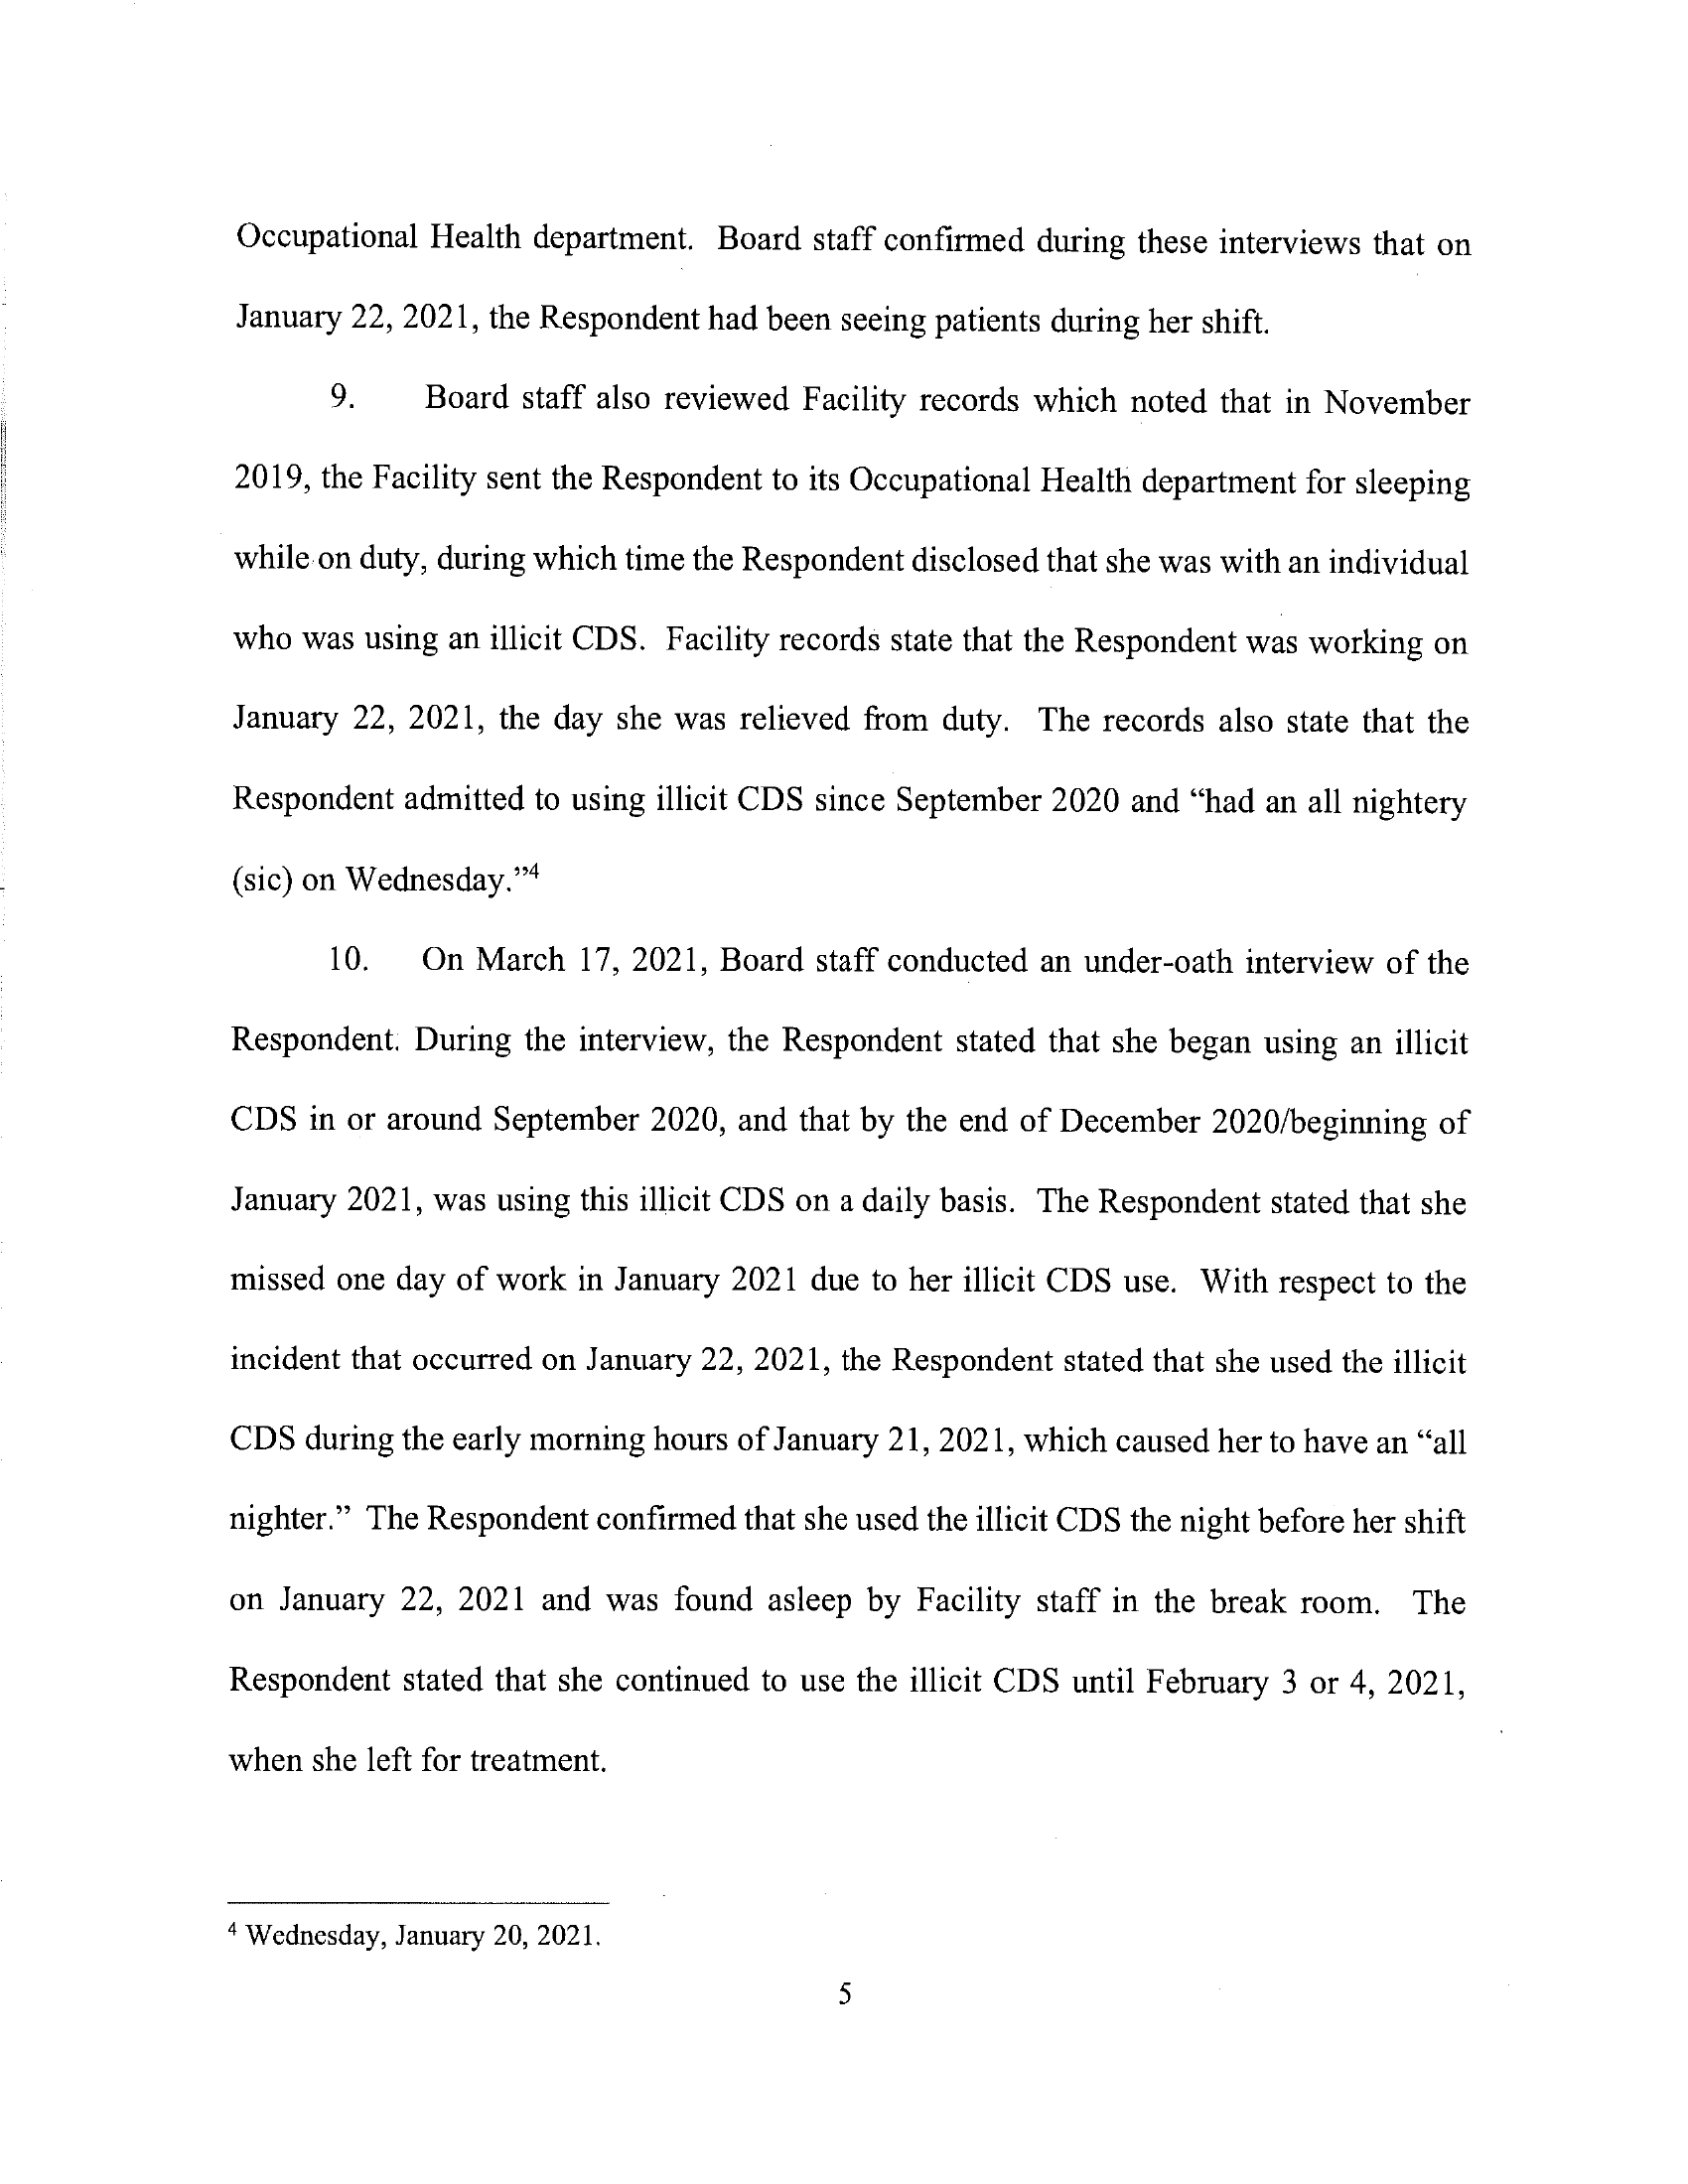 Occupational Health department. Board staff confirmed during these interviews that on
January 22, 2021, the Respondent had been seeing patients during her shift.
9. Board staff also reviewed Facility records which noted that in November
2019, the Facility sent the Respondent to its Occupational Health department for sleeping
while on duty, during which time the Respondent disclosed that she was with an individual
who was using an illicit CDS. Facility records state that the Respondent was working on
January 22, 2021, the day she was relieved from duty. The records also state that the
Respondent admitted to using illicit CDS since September 2020 and “had an all nightery
(sic) on Wednesday.”4
10. On March 17, 2021, Board staff conducted an under-oath interview of the
Respondent. During the interview, the Respondent stated that she began using an illicit
CDS in or around September 2020, and that by the end of December 2020/beginning of
January 2021, was using this illicit CDS on a daily basis. The Respondent stated that she
missed one day of work in January 2021 due to her illicit CDS use. With respect to the
incident that occurred on January 22, 2021, the Respondent stated that she used the illicit
CDS during the early morning hours of January 21, 2021, which caused her to have an “all
nighter.” The Respondent confirmed that she used the illicit CDS the night before her shift
on January 22, 2021 and was found asleep by Facility staff in the break room. The
Respondent stated that she continued to use the illicit CDS until February 3 or 4, 2021,
when she left for treatment.
4 Wednesday, January 20, 2021.
5